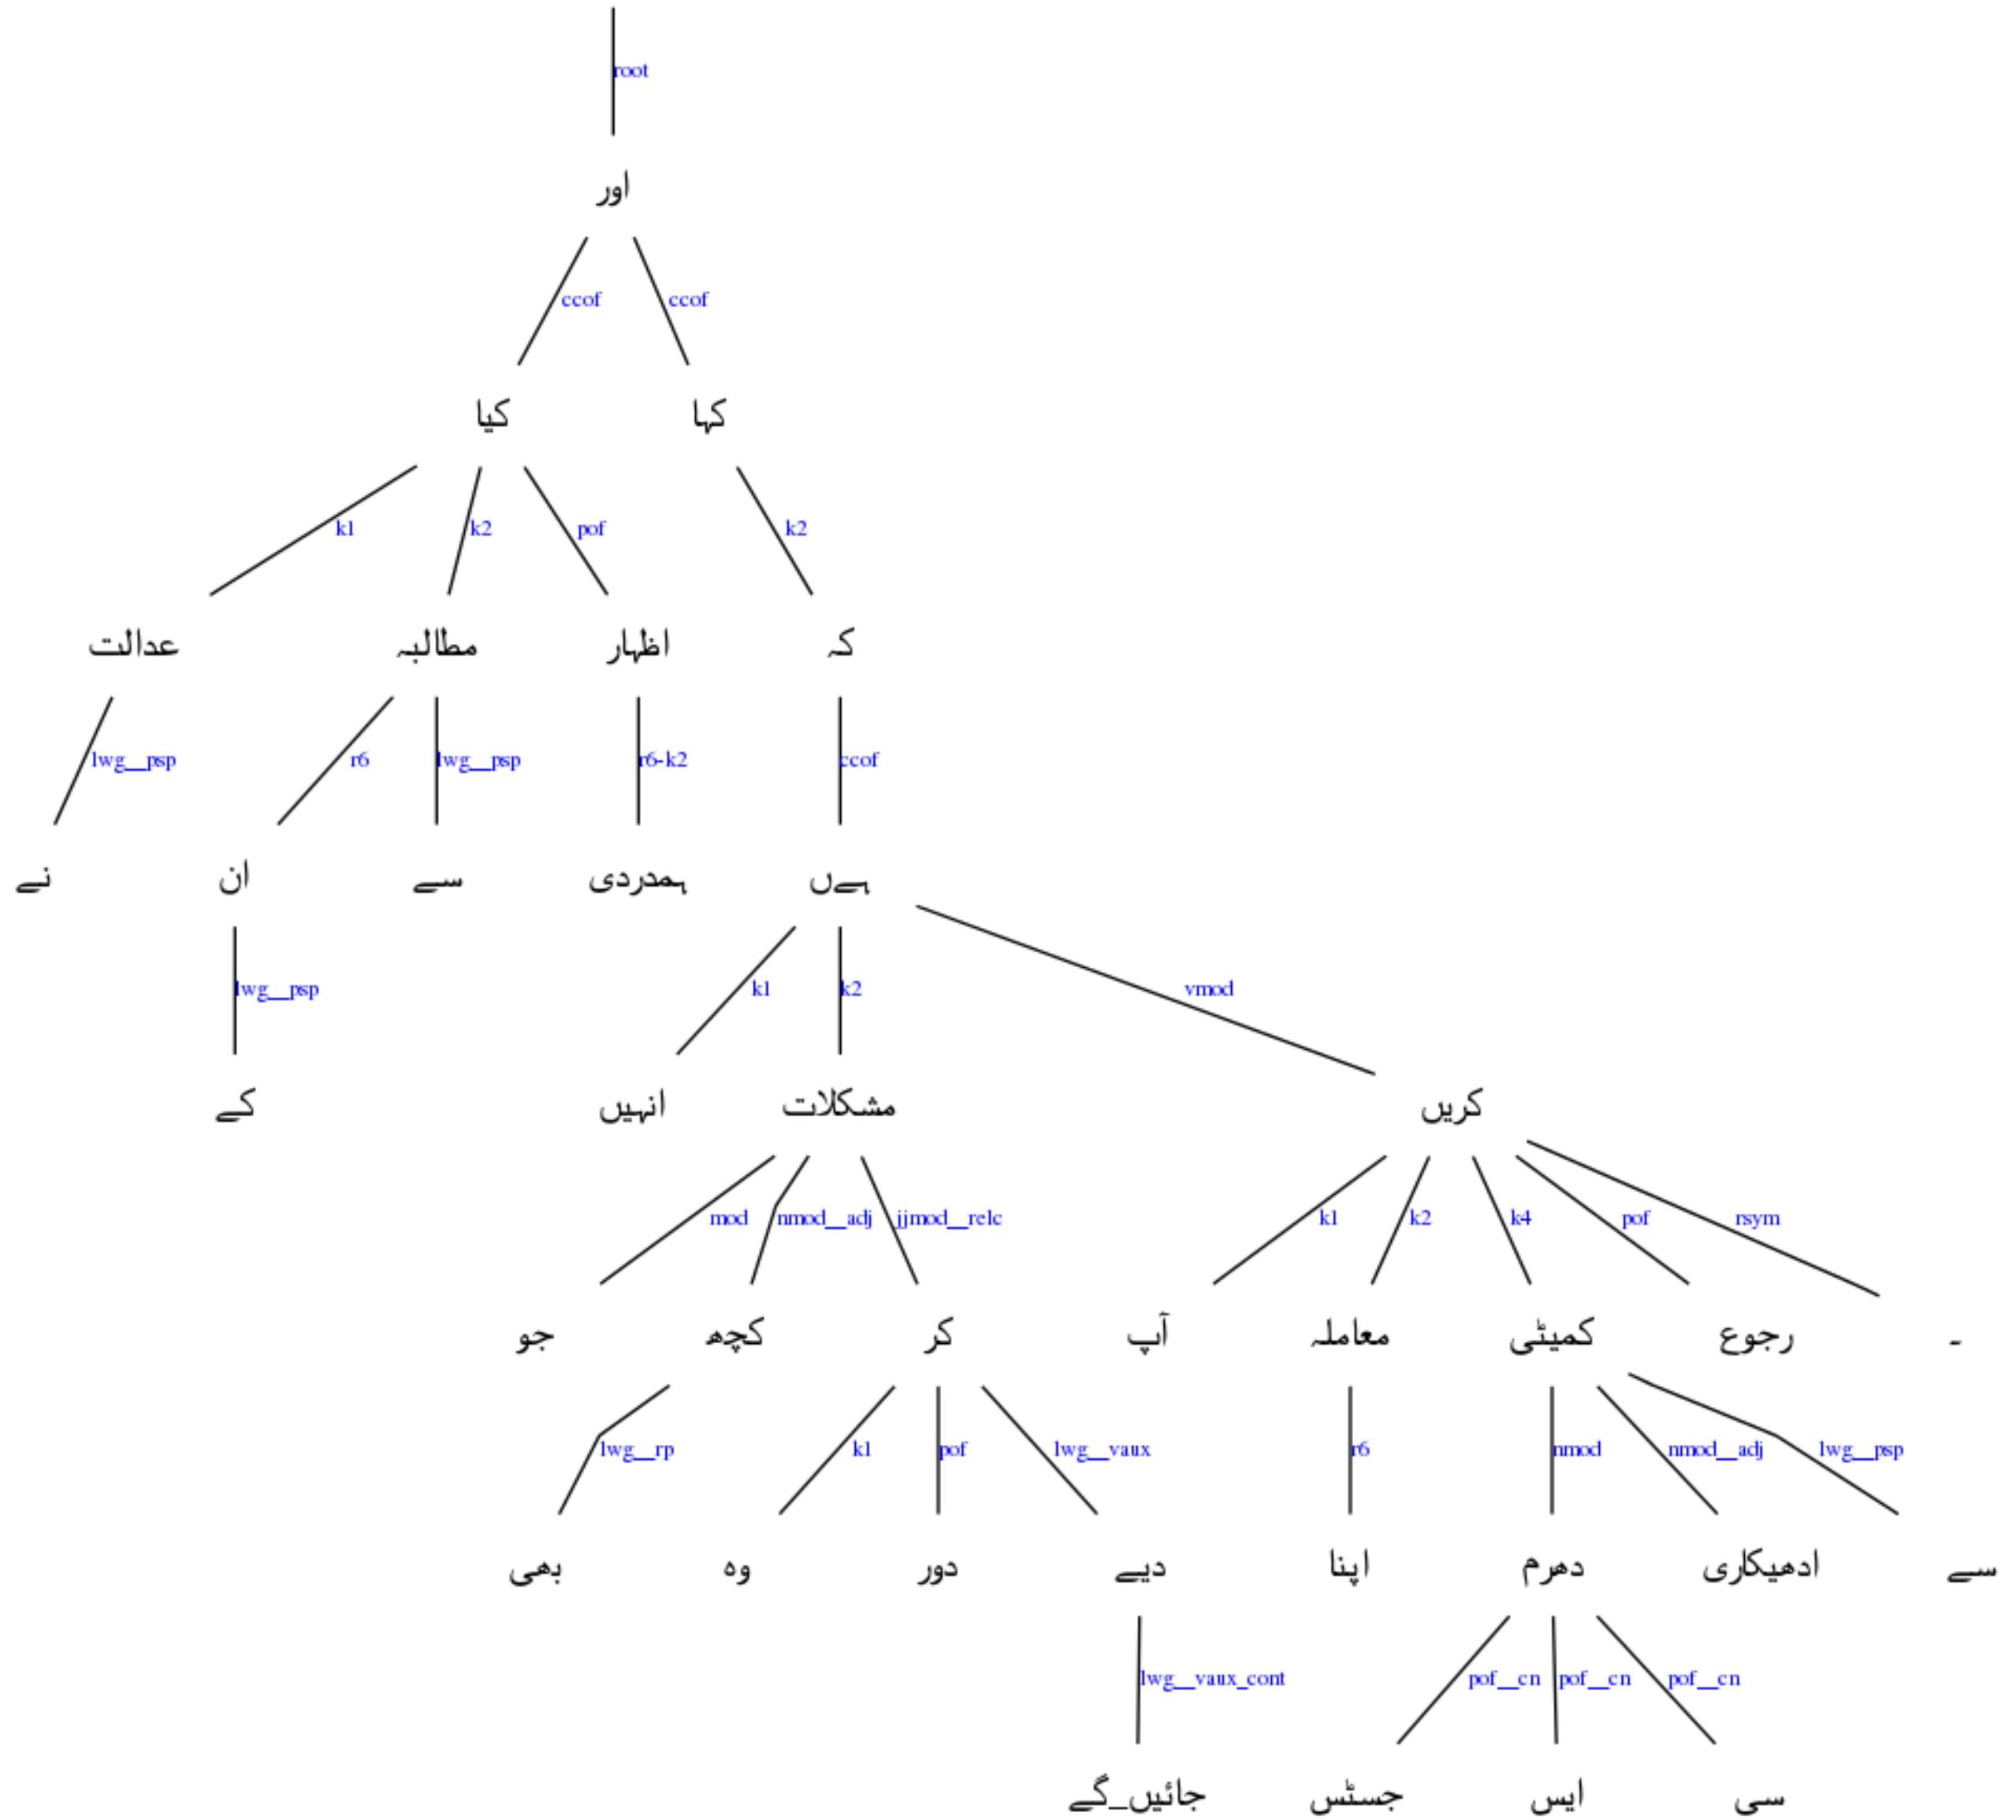 root
اور
ccof ccof
کیا کہا
k1 k2 pof k2
عدالت مطالبہ اظہار کہ
lwg__psp r6 lwg__psp r6-k2 ccof
نے ان سے ہمدردی ہےں
lwg__psp k1 k2 vmod
کے انہیں مشکلات کریں
mod nmod__adj jjmod__relc k1 k2 k4 pof rsym
جو کچھ کر آپ معاملہ کمیٹی رجوع ۔
lwg__rp k1 pof lwg__vaux r6 nmod nmod__adj lwg__psp
بھی وہ دور دیے اپنا دھرم ادھیکاری سے
lwg__vaux_cont pof__cn pof__cn pof__cn
جائیں_گے جسٹس ایس سی